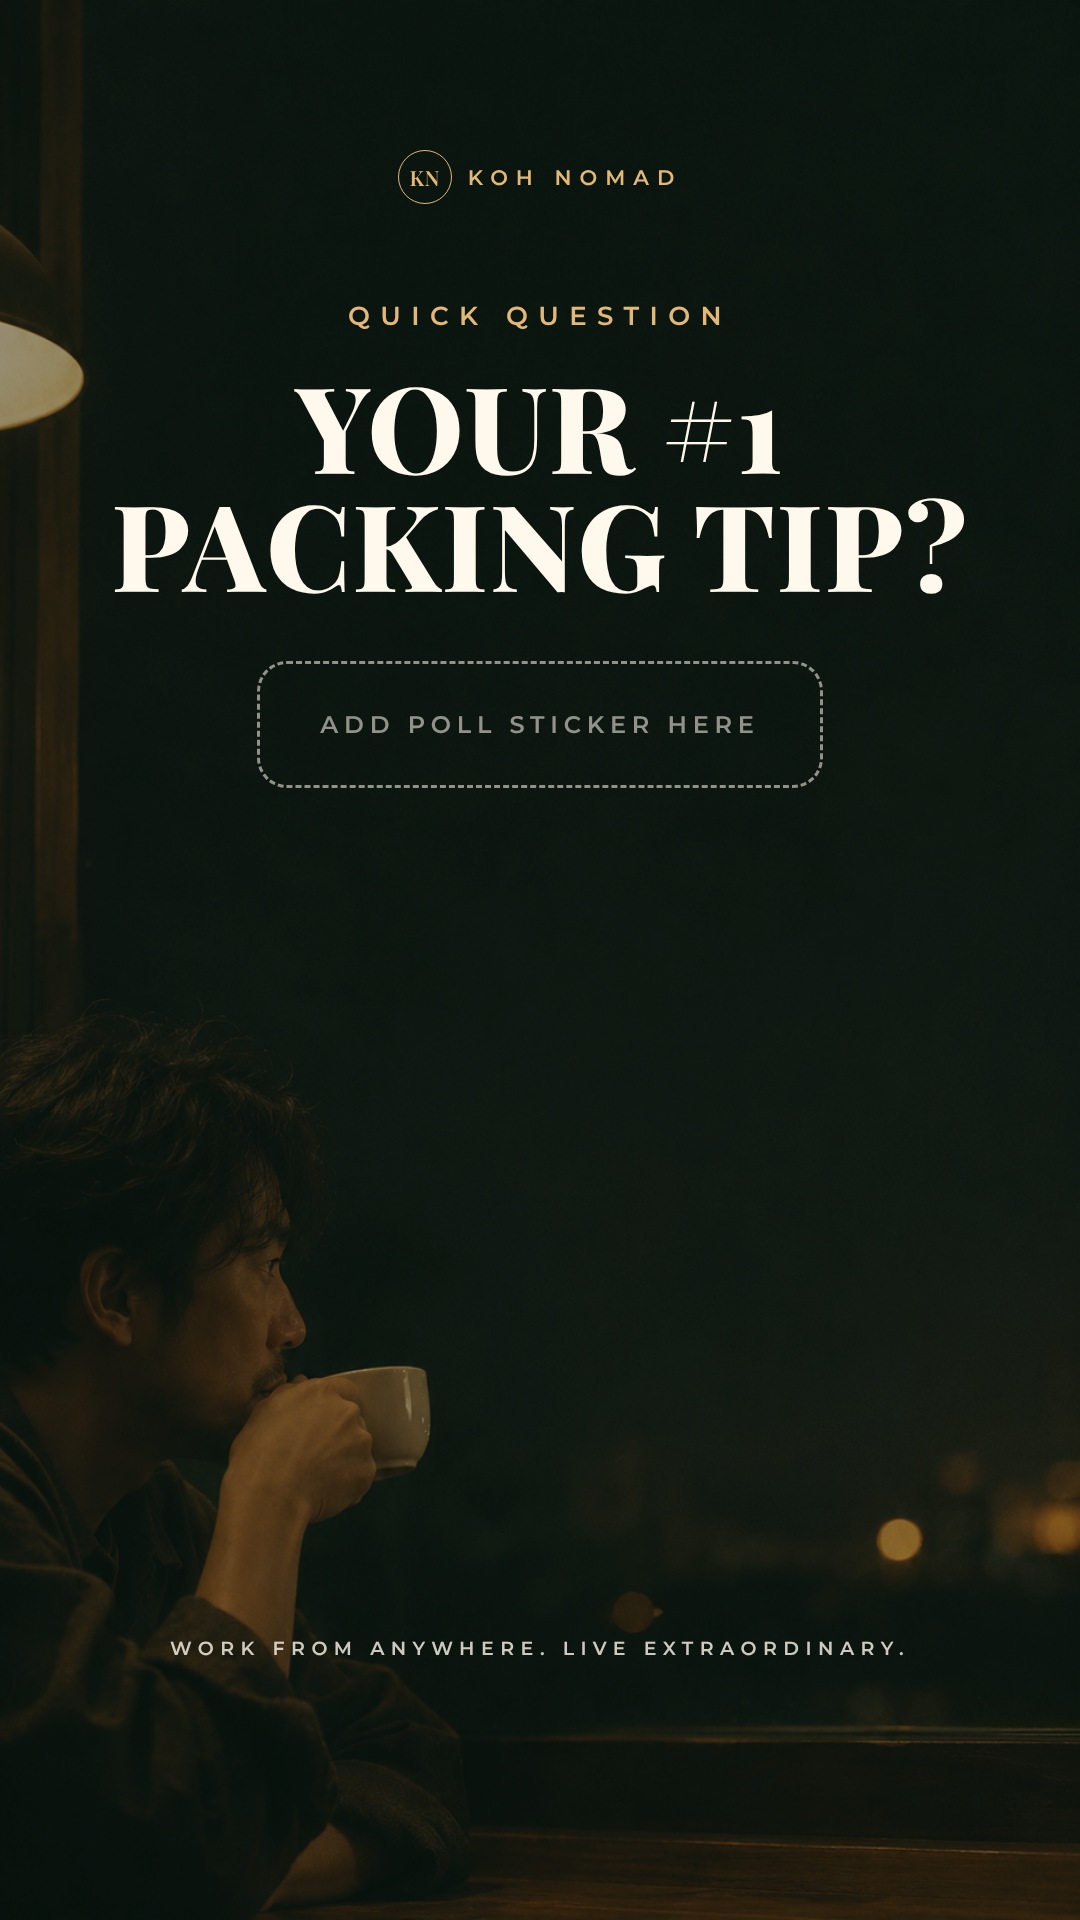 KN KOH NOMAD
QUICK QUESTION
YOUR #1
PACKING TIP?
ADD POLL STICKER HERE
WORK FROM ANYWHERE. LIVE EXTRAORDINARY.